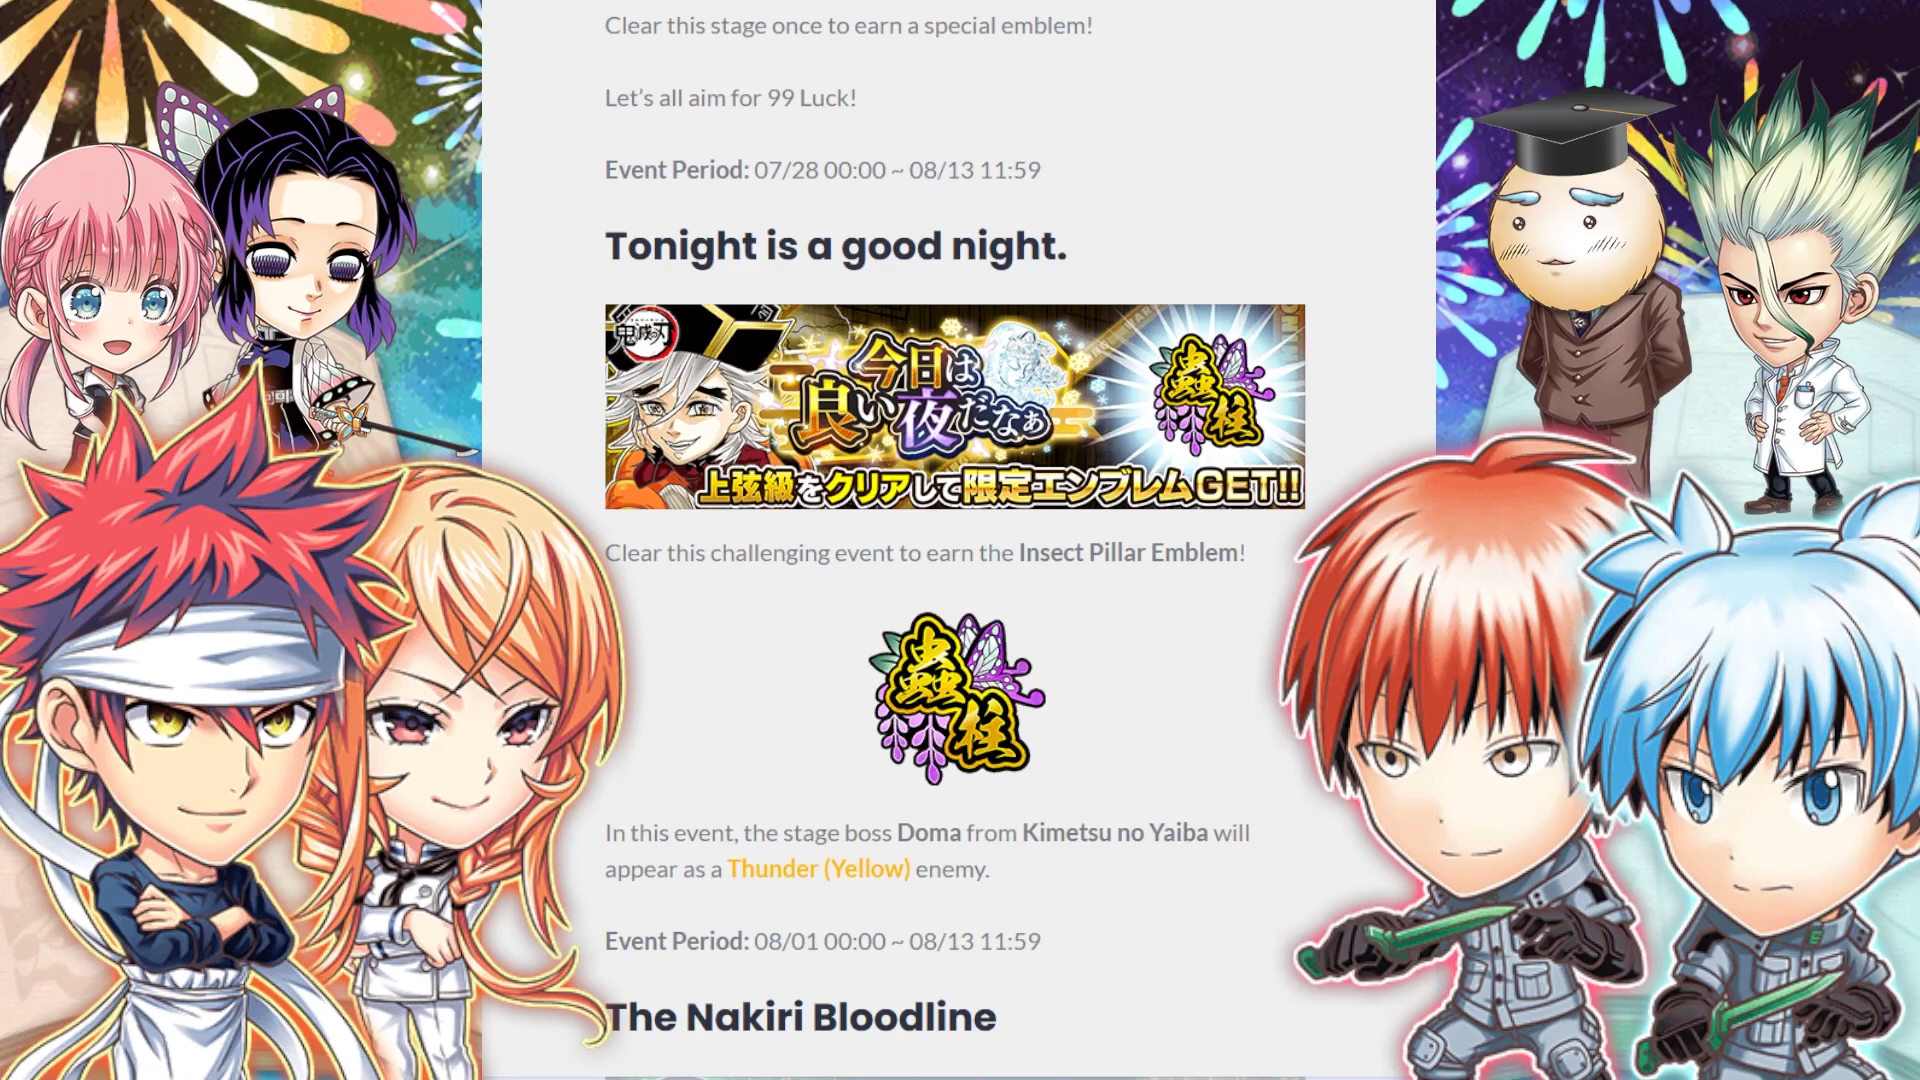 Clear this stage once to earn a special emblem!
Let’s all aim for 99 Luck!
Event Period: 07/28 00:00 ~ 08/13 11:59
Tonight is a good night.
鬼滅の刃
今日は
良い夜だなぁ
蟲柱
上弦級をクリアして限定エンブレムGET!!
Clear this challenging event to earn the Insect Pillar Emblem!
蟲柱
In this event, the stage boss Doma from Kimetsu no Yaiba will
appear as a Thunder (Yellow) enemy.
Event Period: 08/01 00:00 ~ 08/13 11:59
The Nakiri Bloodline